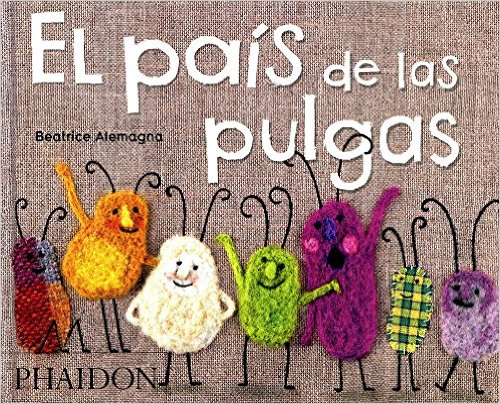 EL país de las
Beatrice Alemagna
pulgas
PHAIDON